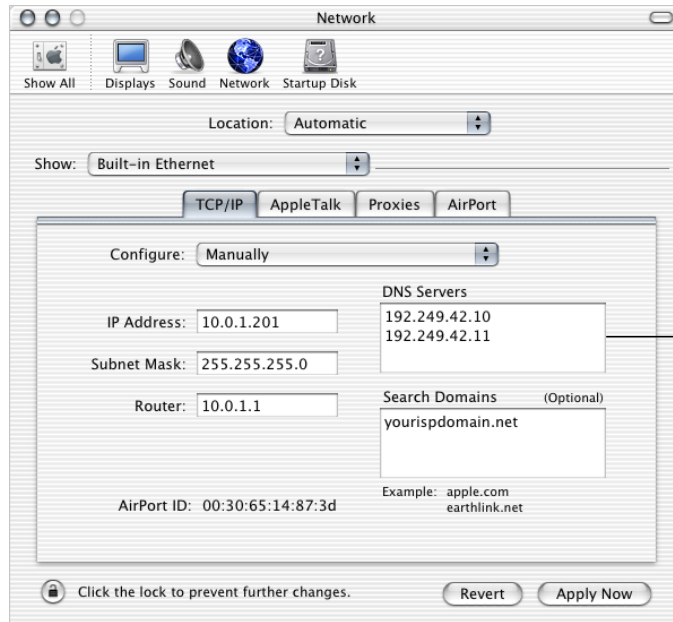 Network
Show All Displays Sound Network Startup Disk
Location: Automatic
Show: Built-in Ethernet
TCP/IP AppleTalk Proxies AirPort
Configure: Manually
DNS Servers
IP Address: 10.0.1.201 192.249.42.10
192.249.42.11
Subnet Mask: 255.255.255.0
Router: 10.0.1.1 Search Domains (Optional)
yourispdomain.net
AirPort ID: 00:30:65:14:87:3d Example: apple.com
earthlink.net
Click the lock to prevent further changes. Revert Apply Now